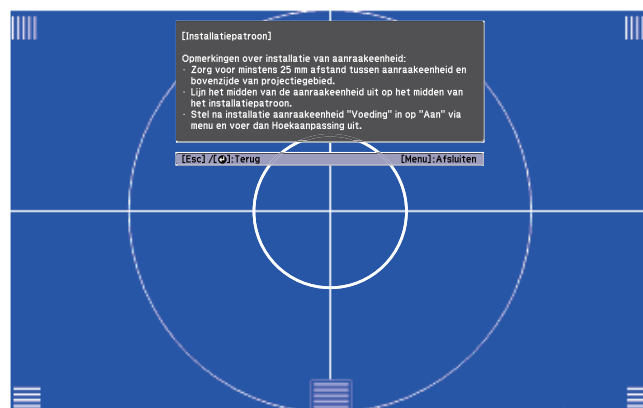 [Installatiepatroon]
Opmerkingen over installatie van aanraakeenheid:
· Zorg voor minstens 25 mm afstand tussen aanraakeenheid en
bovenzijde van projectiegebied.
· Lijn het midden van de aanraakeenheid uit op het midden van
het installatiepatroon.
· Stel na installatie aanraakeenheid "Voeding" in op "Aan" via
menu en voer dan Hoekaanpassing uit.
[Esc] /[⏎]:Terug [Menu]:Afsluiten